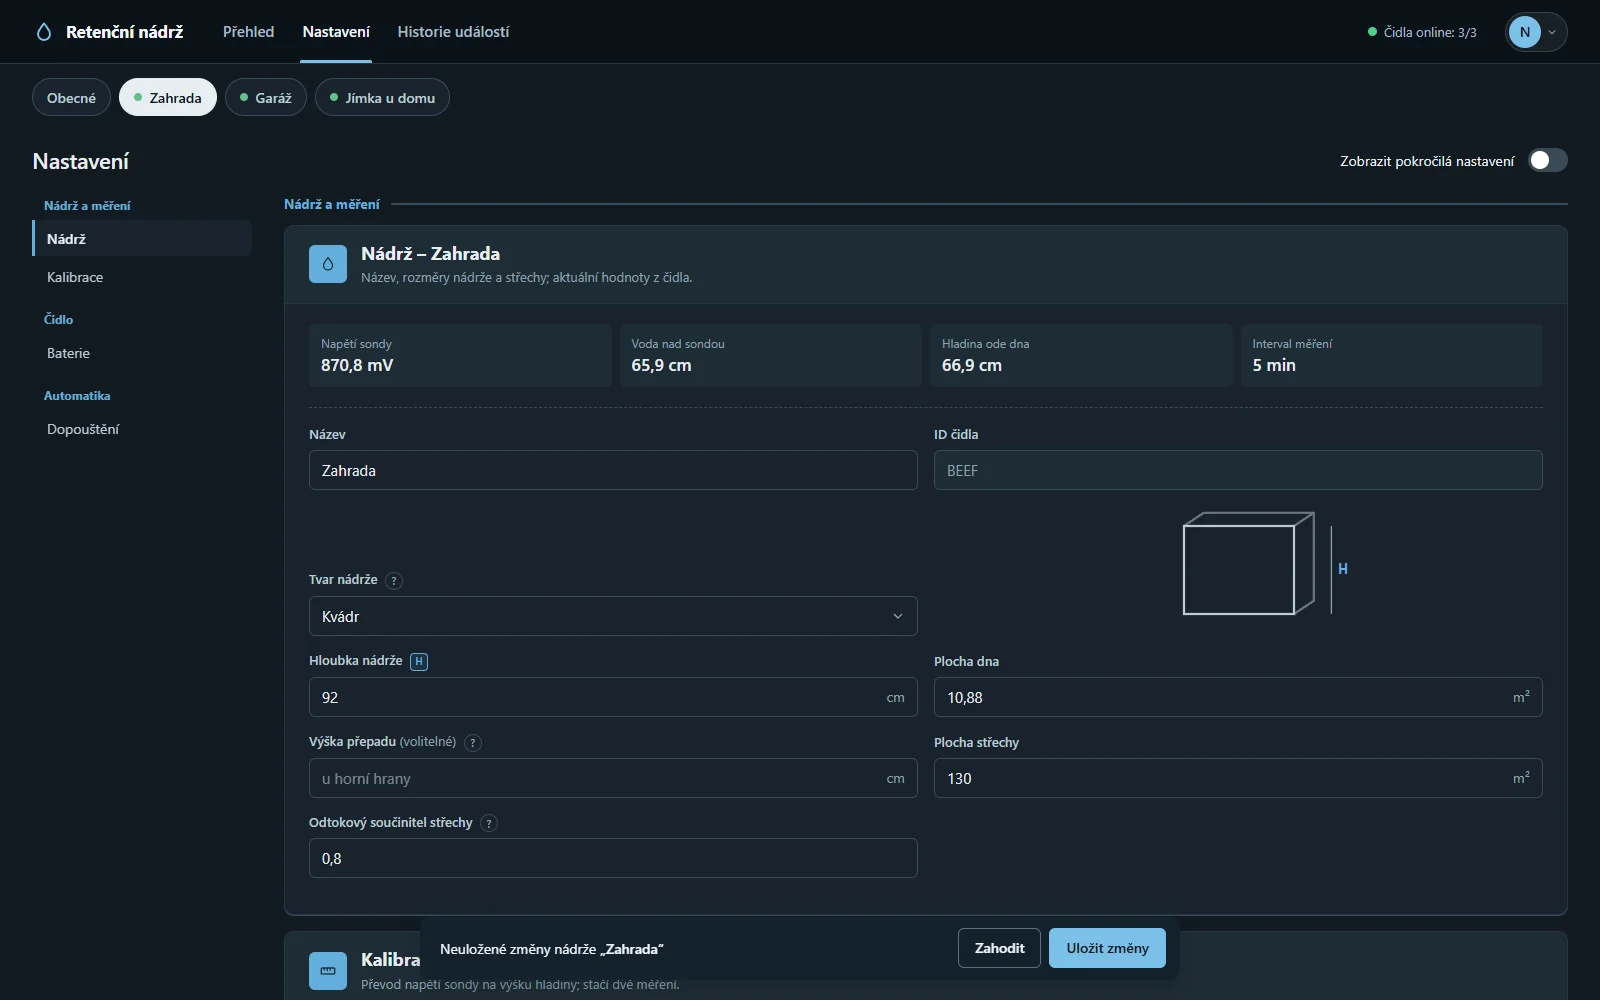 Retenční nádrž
Přehled
Nastavení
Historie událostí
Čidla online: 3/3
N
Obecné
Zahrada
Garáž
Jímka u domu
Nastavení
Zobrazit pokročilá nastavení
Nádrž a měření
Nádrž
Kalibrace
Čidlo
Baterie
Automatika
Dopouštění
Nádrž a měření
Nádrž – Zahrada
Název, rozměry nádrže a střechy; aktuální hodnoty z čidla.
Napětí sondy
870,8 mV
Voda nad sondou
65,9 cm
Hladina ode dna
66,9 cm
Interval měření
5 min
Název
Zahrada
ID čidla
BEEF
H
Tvar nádrže ?
Kvádr
Hloubka nádrže H
92 cm
Plocha dna
10,88 m²
Výška přepadu (volitelné) ?
u horní hrany cm
Plocha střechy
130 m²
Odtokový součinitel střechy ?
0,8
Kalibra
Převod napětí sondy na výšku hladiny; stačí dvě měření.
Neuložené změny nádrže „Zahrada“
Zahodit
Uložit změny